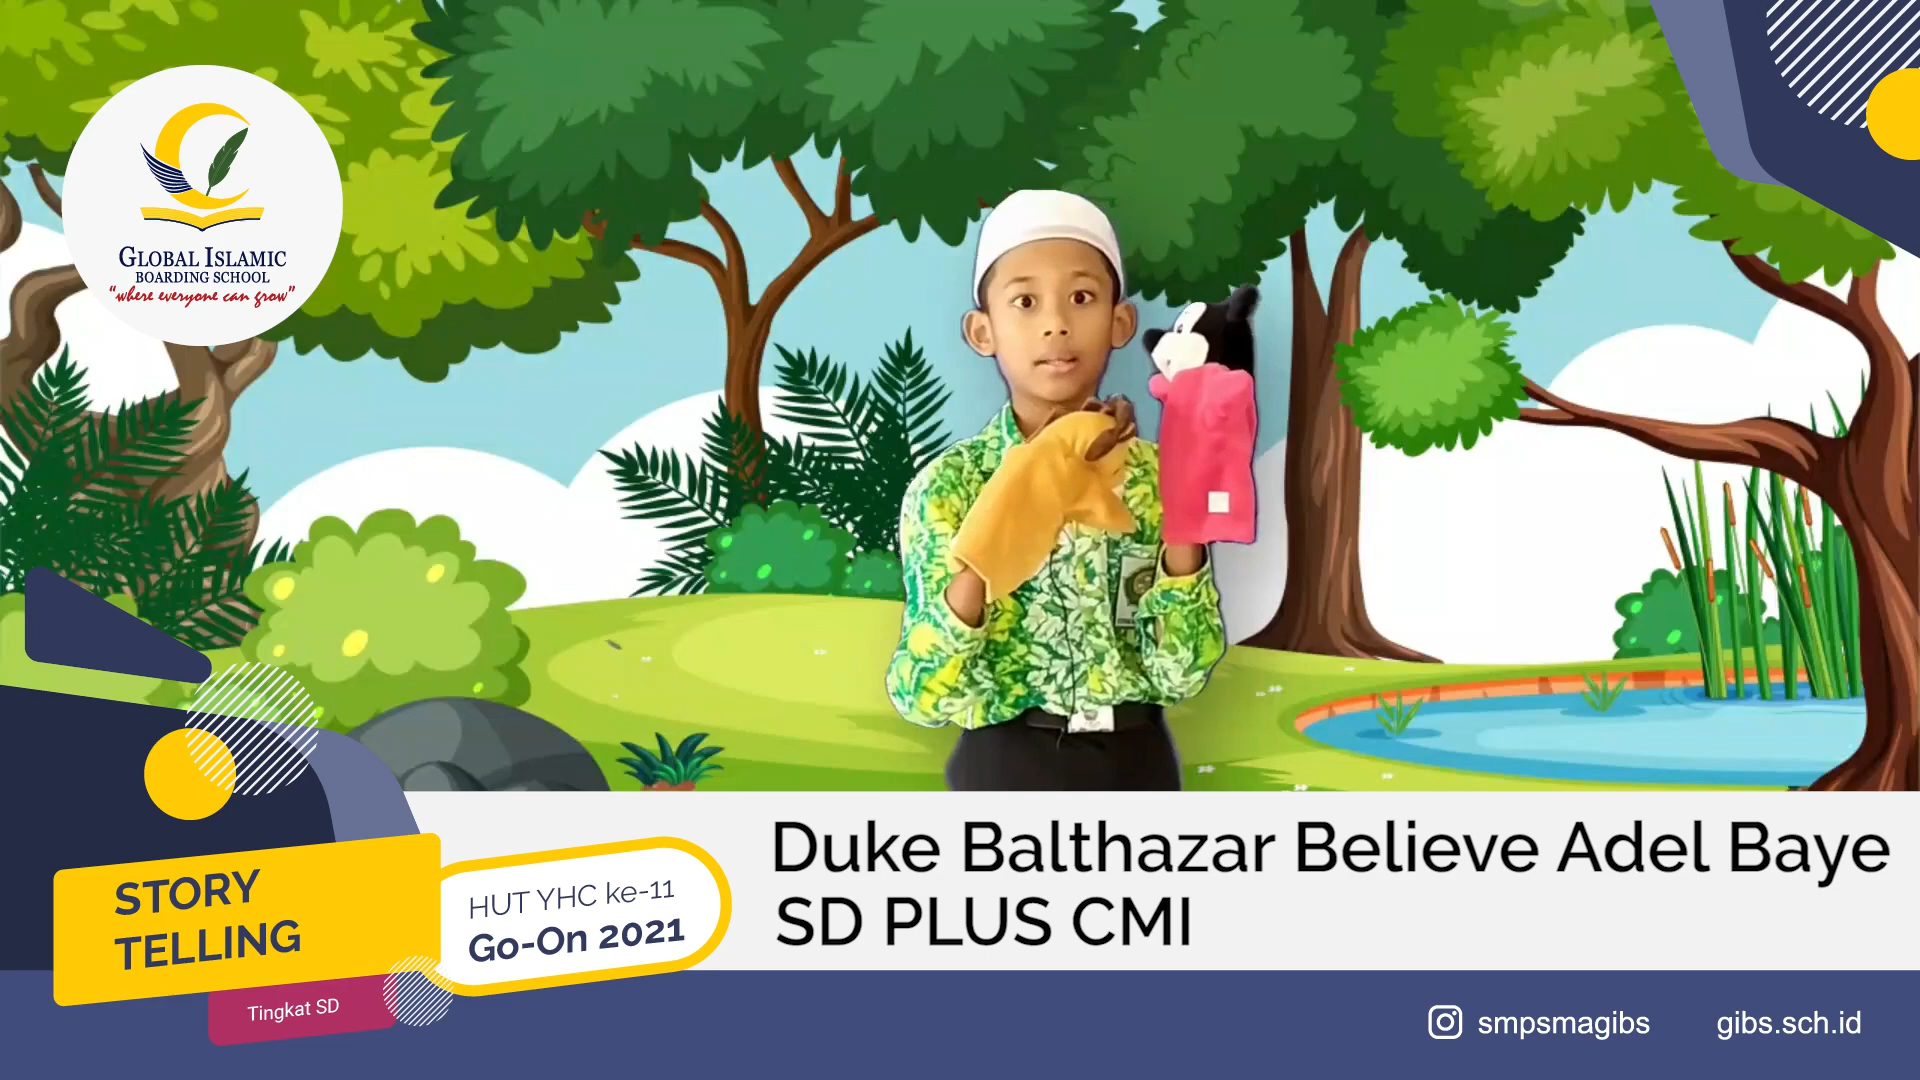 GLOBAL ISLAMIC
BOARDING SCHOOL
“where everyone can grow”
Duke Balthazar Believe Adel Baye
SD PLUS CMI
STORY
TELLING
HUT YHC ke-11
Go-On 2021
Tingkat SD
smpsmagibs
gibs.sch.id